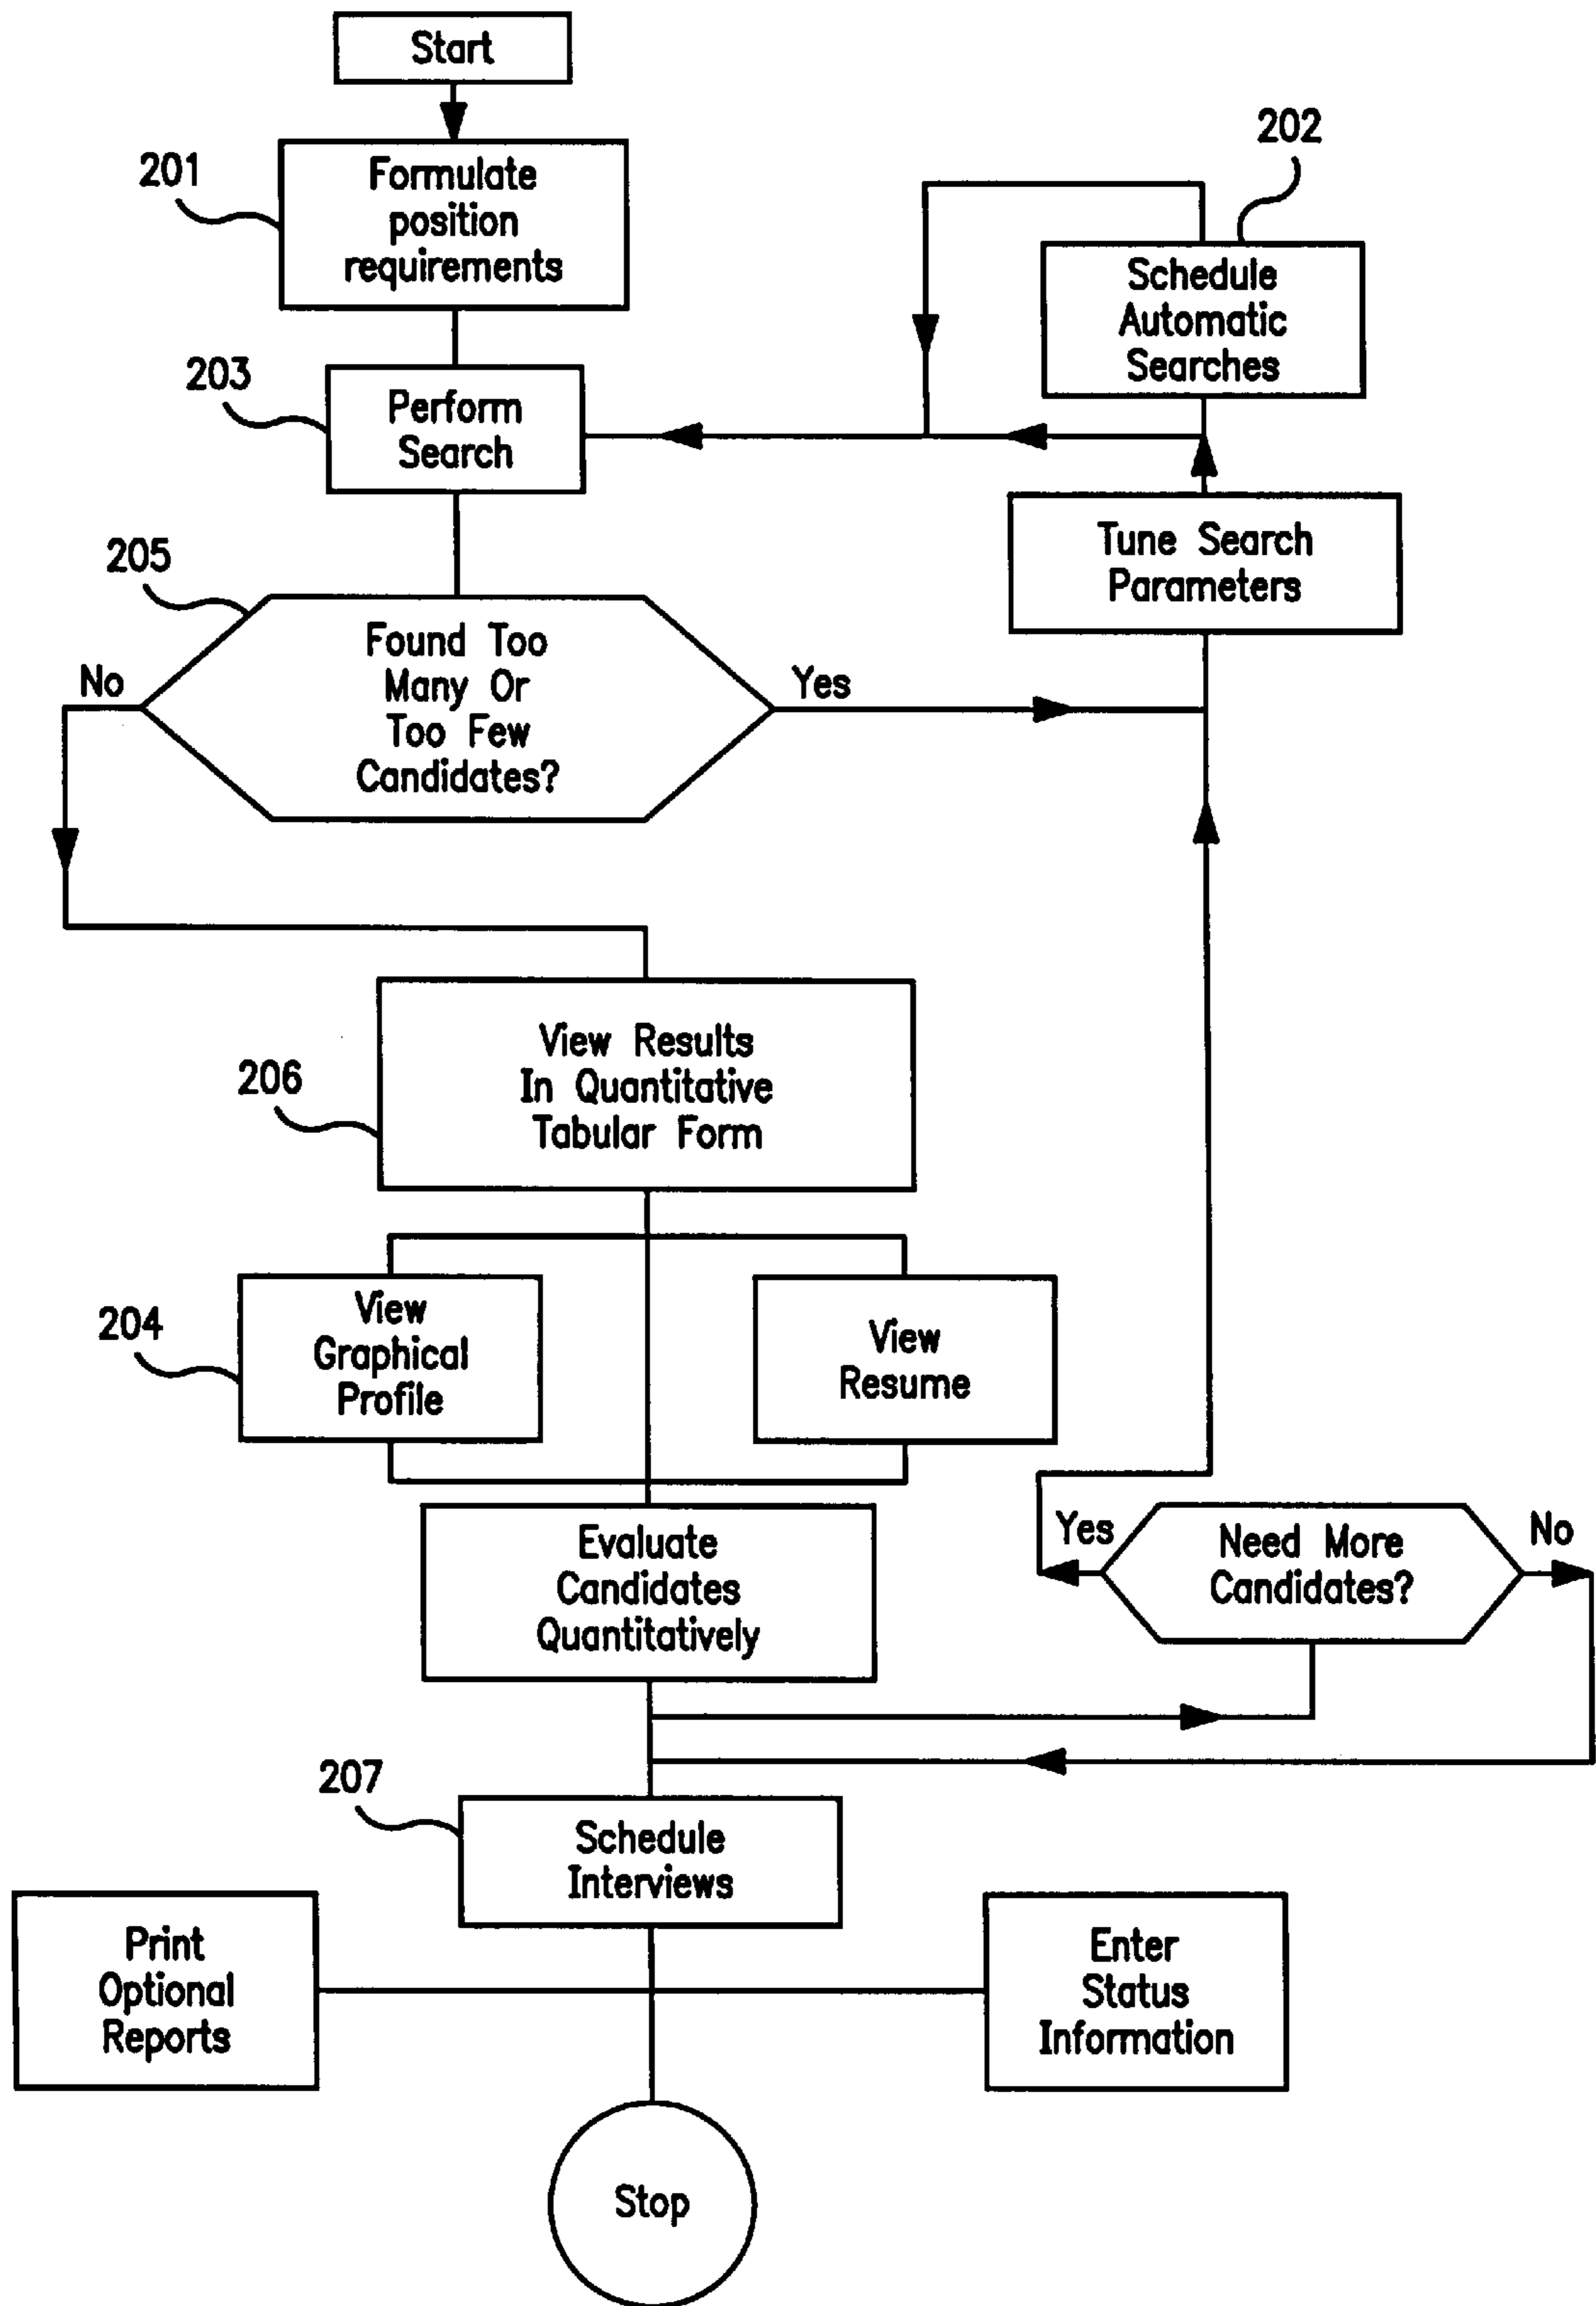 Start
201
Formulate
position
requirements
202
Schedule
Automatic
Searches
203
Perform
Search
Tune Search
Parameters
205
Found Too
Many Or
Too Few
Candidates?
No
Yes
206
View Results
In Quantitative
Tabular Form
204
View
Graphical
Profile
View
Resume
Evaluate
Candidates
Quantitatively
Yes
Need More
Candidates?
No
207
Schedule
Interviews
Print
Optional
Reports
Enter
Status
Information
Stop